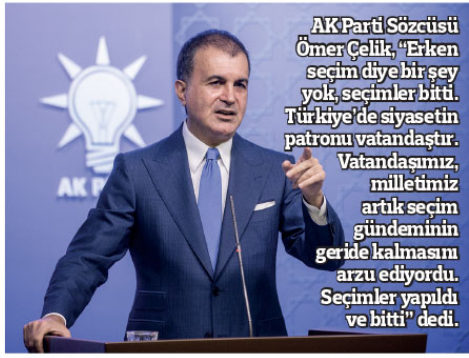 AK Parti Sözcüsü
Ömer Çelik, “Erken
seçim diye bir şey
yok, seçimler bitti.
Türkiye’de siyasetin
patronu vatandaştır.
Vatandaşımız,
milletimiz
artık seçim
gündeminin
geride kalmasını
arzu ediyordu.
Seçimler yapıldı
ve bitti” dedi.
AK